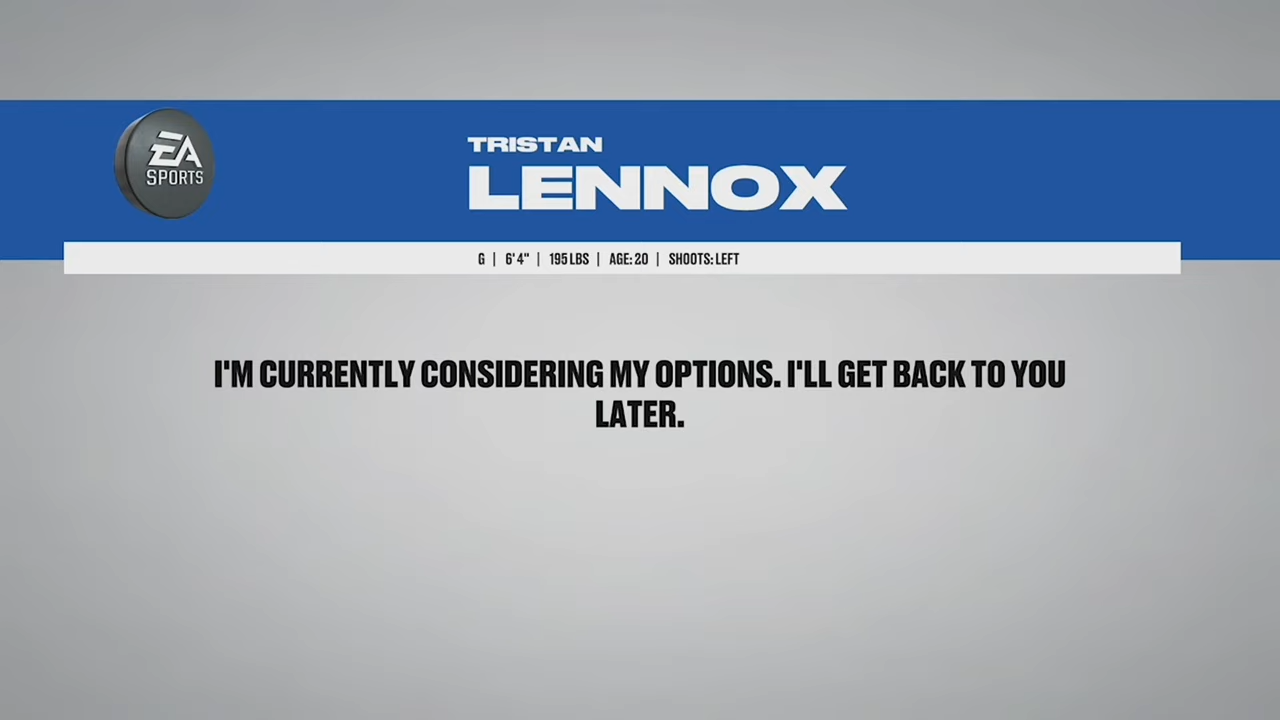 EA
SPORTS
TRISTAN
LENNOX
G | 6' 4" | 195 LBS | AGE: 20 | SHOOTS: LEFT
I'M CURRENTLY CONSIDERING MY OPTIONS. I'LL GET BACK TO YOU
LATER.